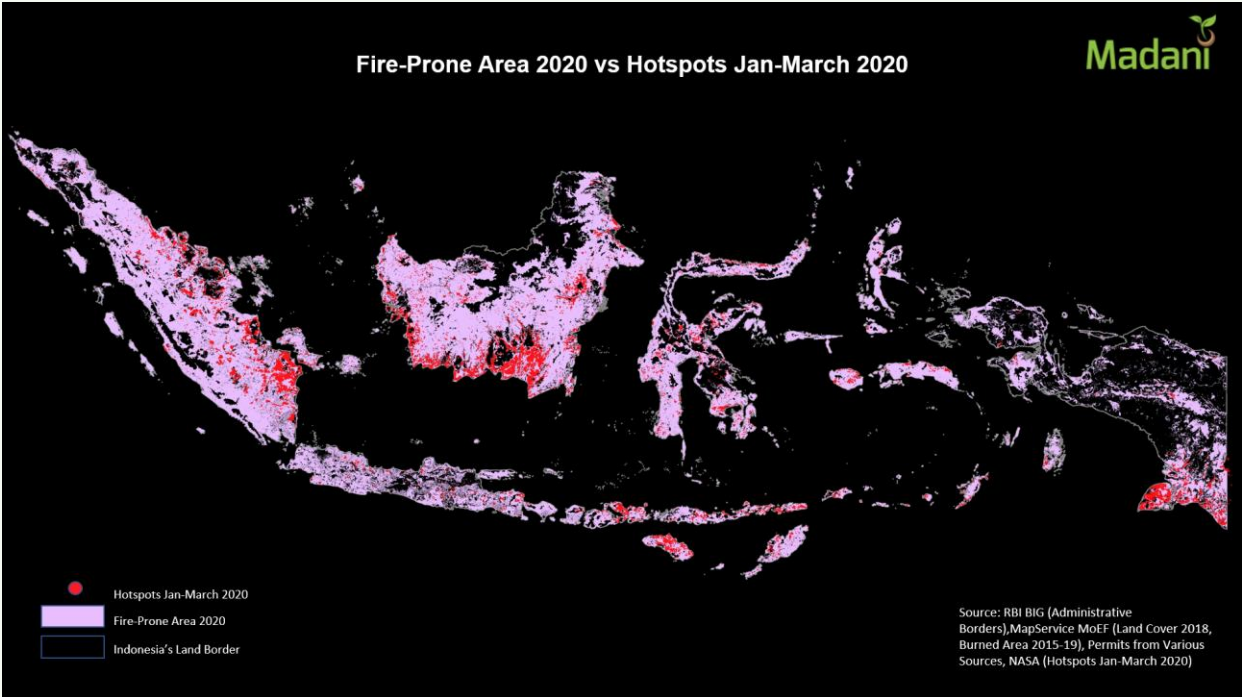 Fire-Prone Area 2020 vs Hotspots Jan-March 2020
Madani
Hotspots Jan-March 2020
Fire-Prone Area 2020
Indonesia's Land Border
Source: RBI BIG (Administrative
Borders),MapService MoEF (Land Cover 2018,
Burned Area 2015-19), Permits from Various
Sources, NASA (Hotspots Jan-March 2020)